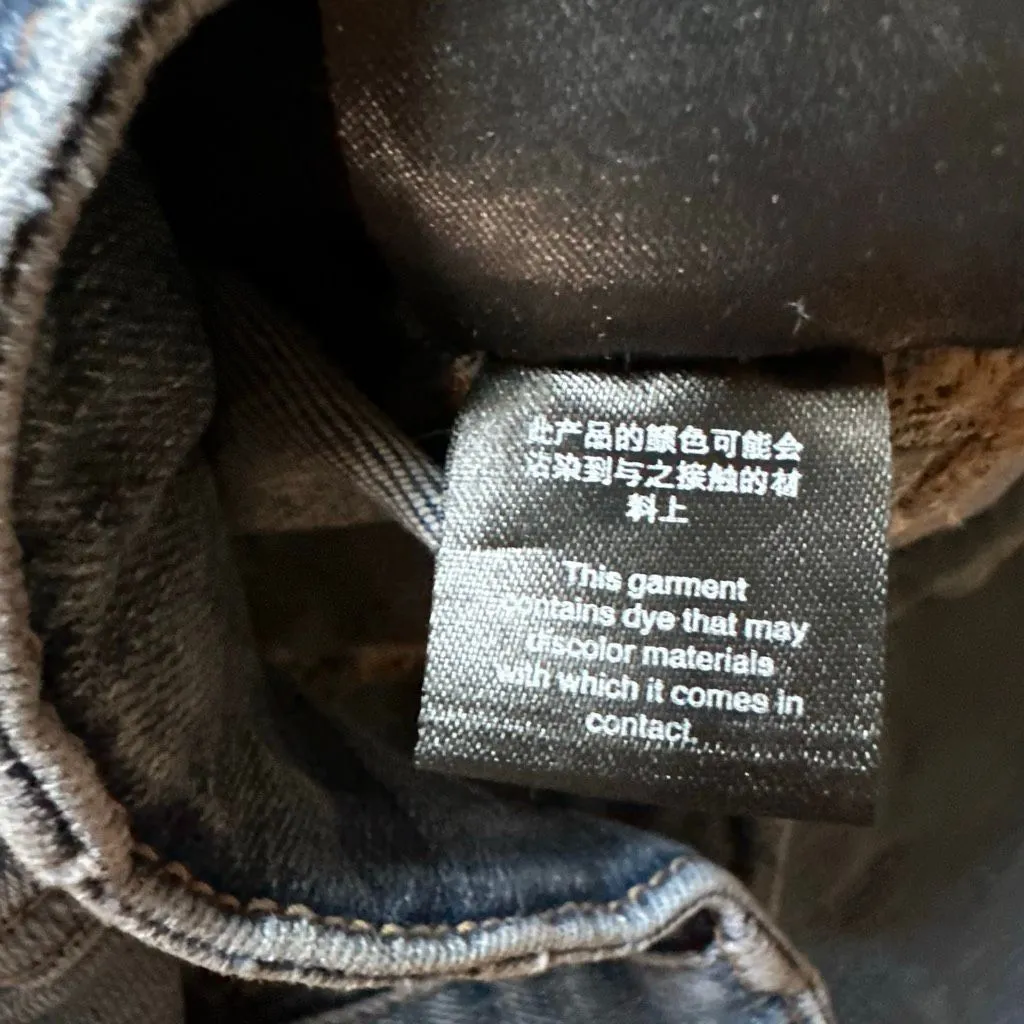 此产品的颜色可能会
沾染到与之接触的材
料上
This garment
contains dye that may
discolor materials
with which it comes in
contact.